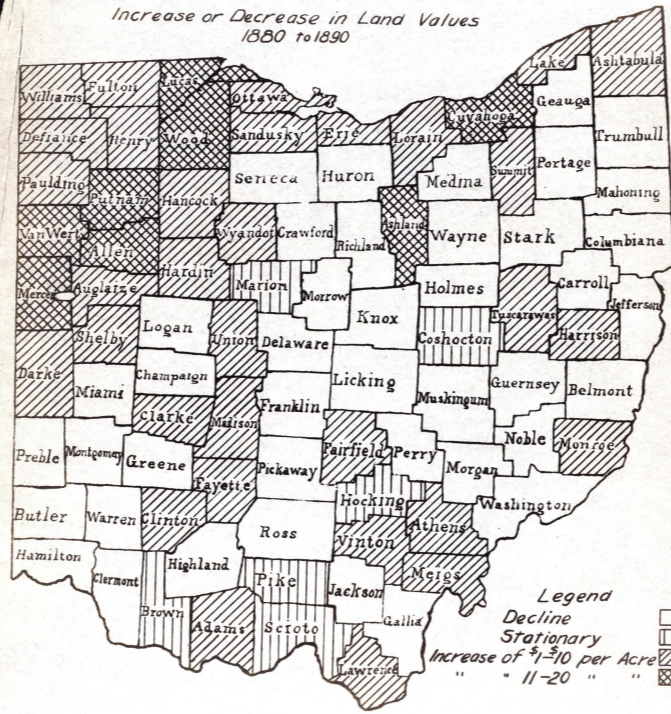 Increase or Decrease in Land Values
1880 to 1890
Lake Ashtabula
Williams Fulton Lucas Ottawa Cuyahoga Geauga
Defiance Henry Wood Sandusky Erie Lorain Trumbull
Paulding Seneca Huron Medina Summit Portage
Putnam Hancock Mahoning
Van Wert Allen Wyandot Crawford Richland Ashland Wayne Stark Columbiana
Mercer Auglaize Hardin Marion Morrow Holmes Carroll Jefferson
Shelby Logan Union Delaware Knox Coshocton Tuscarawas Harrison
Darke Miami Champaign Licking Guernsey Belmont
Clarke Madison Franklin Muskingum
Preble Montgomery Greene Fayette Pickaway Fairfield Perry Morgan Noble Monroe
Butler Warren Clinton Ross Hocking Athens Washington
Hamilton Clermont Highland Pike Vinton Meigs
Brown Adams Scioto Jackson Gallia
Lawrence
Legend
Decline
Stationary
Increase of $1-$10 per Acre
" " 11-20 " "